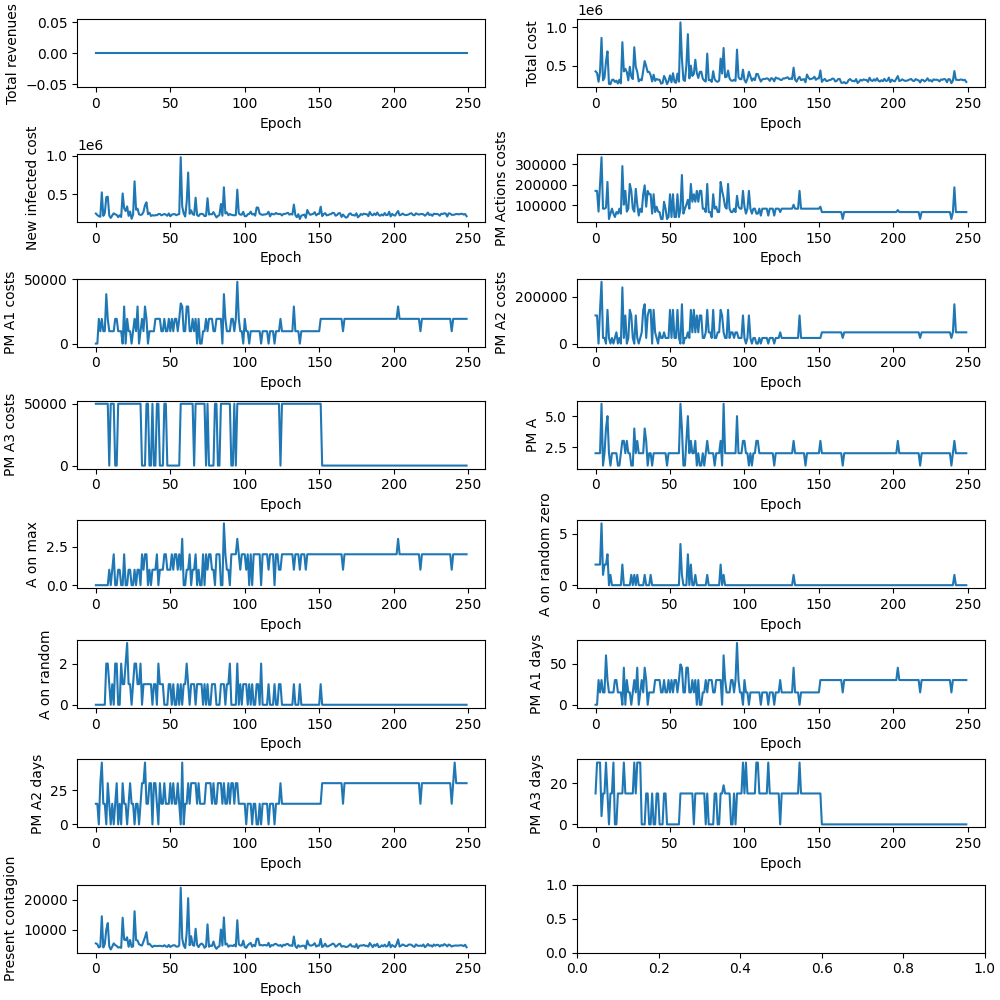 Total revenues
0.05
0.00
−0.05
0 50 100 150 200 250
Epoch
1e6
Total cost
1.0
0.5
0 50 100 150 200 250
Epoch
1e6
New infected cost
1.0
0.5
0 50 100 150 200 250
Epoch
PM Actions costs
300000
200000
100000
0 50 100 150 200 250
Epoch
PM A1 costs
50000
0
0 50 100 150 200 250
Epoch
PM A2 costs
200000
0
0 50 100 150 200 250
Epoch
PM A3 costs
50000
0
0 50 100 150 200 250
Epoch
PM A
5.0
2.5
0 50 100 150 200 250
Epoch
A on max
2.5
0.0
0 50 100 150 200 250
Epoch
A on random zero
5
0
0 50 100 150 200 250
Epoch
A on random
2
0
0 50 100 150 200 250
Epoch
PM A1 days
50
0
0 50 100 150 200 250
Epoch
PM A2 days
25
0
0 50 100 150 200 250
Epoch
PM A3 days
20
0
0 50 100 150 200 250
Epoch
Present contagion
20000
10000
0 50 100 150 200 250
Epoch
1.0
0.5
0.0
0.0 0.2 0.4 0.6 0.8 1.0